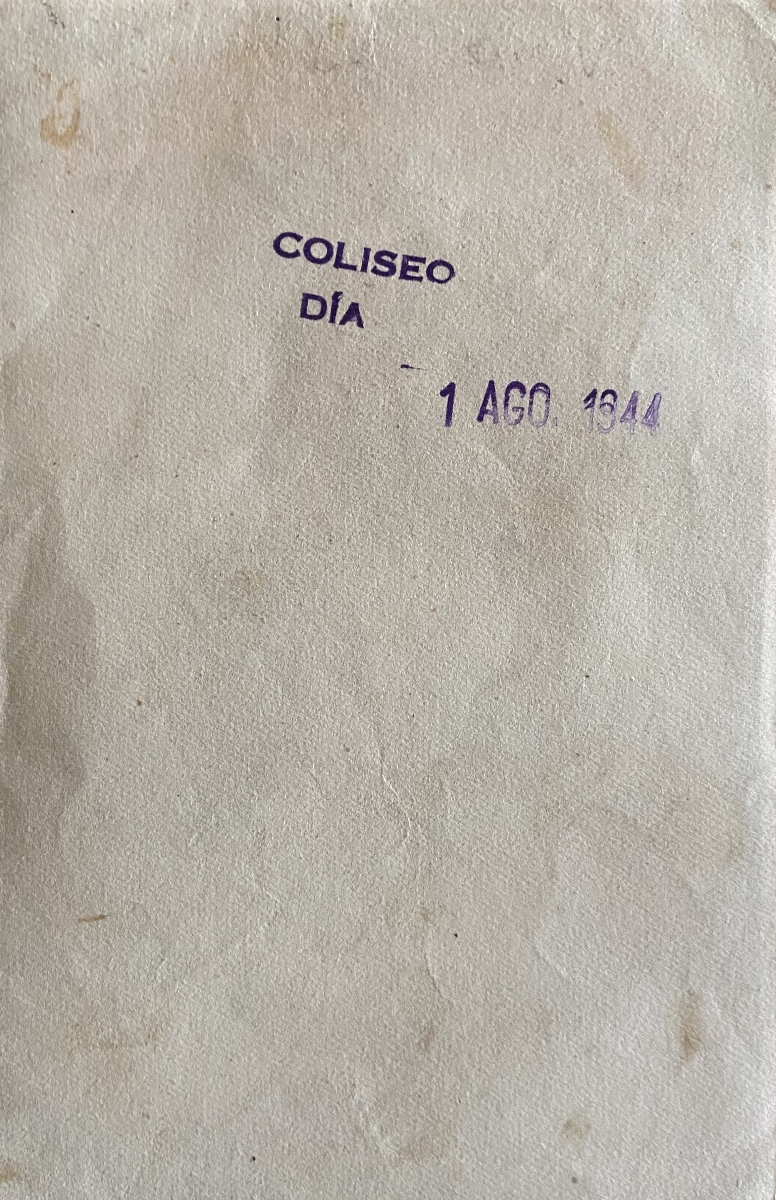 COLISEO
DÍA
- 1 AGO. 1944